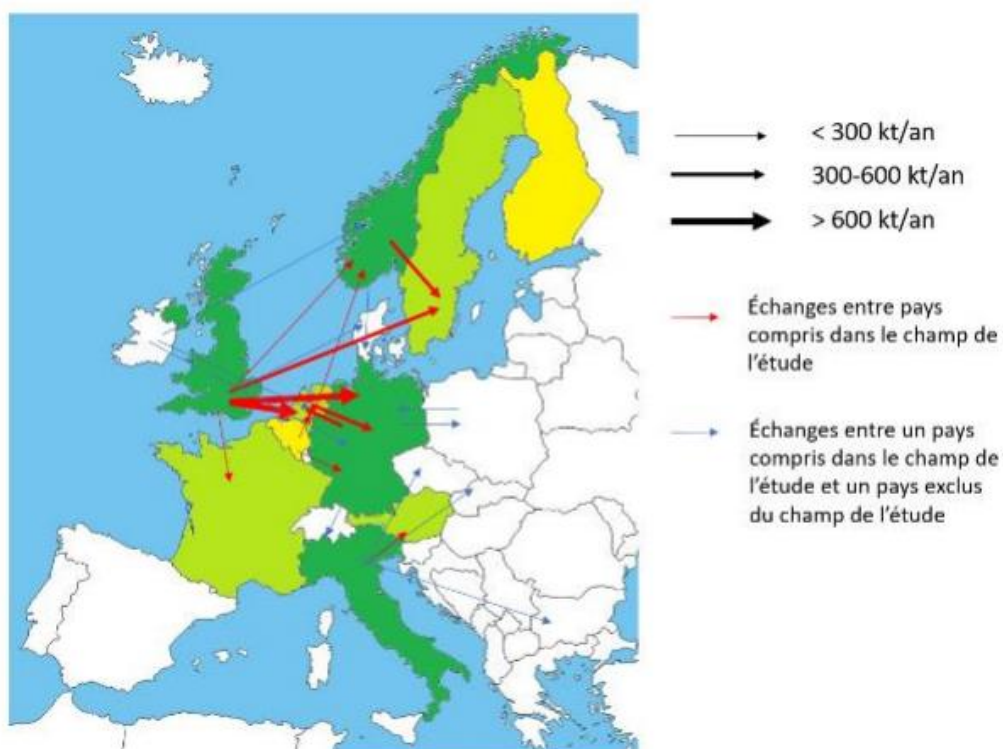 < 300 kt/an
300-600 kt/an
> 600 kt/an
Échanges entre pays
compris dans le champ de
l'étude
Échanges entre un pays
compris dans le champ de
l'étude et un pays exclus
du champ de l'étude